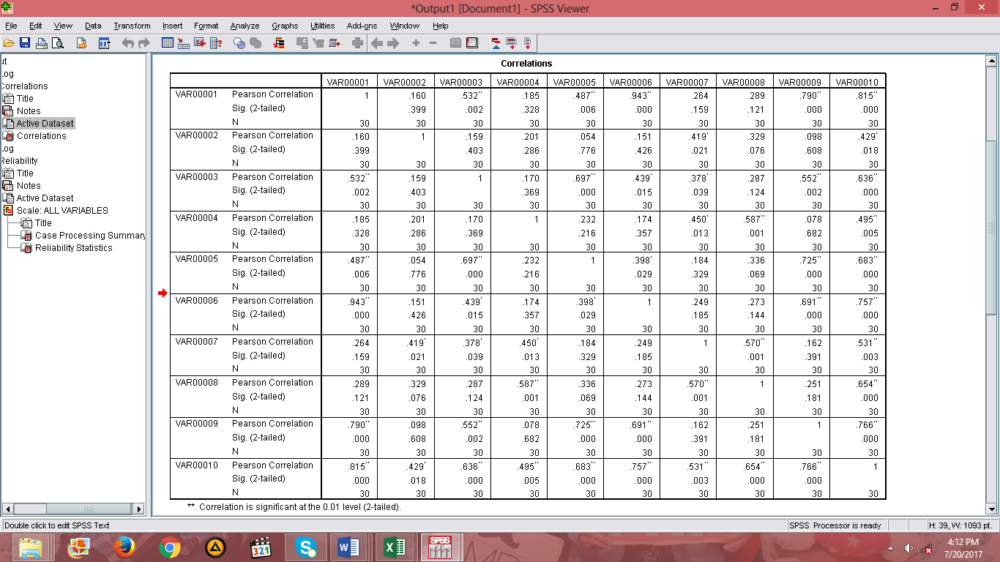 *Output1 [Document1] - SPSS Viewer
File Edit View Data Transform Insert Format Analyze Graphs Utilities Add-ons Window Help
ut
Log
Correlations
Title
Notes
Active Dataset
Correlations
Log
Reliability
Title
Notes
Active Dataset
Scale: ALL VARIABLES
Title
Case Processing Summary
Reliability Statistics
Correlations
VAR00001 VAR00002 VAR00003 VAR00004 VAR00005 VAR00006 VAR00007 VAR00008 VAR00009 VAR00010
VAR00001 Pearson Correlation 1 .160 .532** .185 .487** .943** .264 .289 .790** .815**
Sig. (2-tailed) .399 .002 .328 .006 .000 .159 .121 .000 .000
N 30 30 30 30 30 30 30 30 30 30
VAR00002 Pearson Correlation .160 1 .159 .201 .054 .151 .419* .329 .098 .429*
Sig. (2-tailed) .399 .403 .286 .776 .426 .021 .076 .608 .018
N 30 30 30 30 30 30 30 30 30 30
VAR00003 Pearson Correlation .532** .159 1 .170 .697** .439* .378* .287 .552** .636**
Sig. (2-tailed) .002 .403 .369 .000 .015 .039 .124 .002 .000
N 30 30 30 30 30 30 30 30 30 30
VAR00004 Pearson Correlation .185 .201 .170 1 .232 .174 .450* .587** .078 .495**
Sig. (2-tailed) .328 .286 .369 .216 .357 .013 .001 .682 .005
N 30 30 30 30 30 30 30 30 30 30
VAR00005 Pearson Correlation .487** .054 .697** .232 1 .398* .184 .336 .725** .683**
Sig. (2-tailed) .006 .776 .000 .216 .029 .329 .069 .000 .000
N 30 30 30 30 30 30 30 30 30 30
VAR00006 Pearson Correlation .943** .151 .439* .174 .398* 1 .249 .273 .691** .757**
Sig. (2-tailed) .000 .426 .015 .357 .029 .185 .144 .000 .000
N 30 30 30 30 30 30 30 30 30 30
VAR00007 Pearson Correlation .264 .419* .378* .450* .184 .249 1 .570** .162 .531**
Sig. (2-tailed) .159 .021 .039 .013 .329 .185 .001 .391 .003
N 30 30 30 30 30 30 30 30 30 30
VAR00008 Pearson Correlation .289 .329 .287 .587** .336 .273 .570** 1 .251 .654**
Sig. (2-tailed) .121 .076 .124 .001 .069 .144 .001 .181 .000
N 30 30 30 30 30 30 30 30 30 30
VAR00009 Pearson Correlation .790** .098 .552** .078 .725** .691** .162 .251 1 .766**
Sig. (2-tailed) .000 .608 .002 .682 .000 .000 .391 .181 .000
N 30 30 30 30 30 30 30 30 30 30
VAR00010 Pearson Correlation .815** .429* .636** .495** .683** .757** .531** .654** .766** 1
Sig. (2-tailed) .000 .018 .000 .005 .000 .000 .003 .000 .000
N 30 30 30 30 30 30 30 30 30 30
**. Correlation is significant at the 0.01 level (2-tailed).
Double click to edit SPSS Text SPSS Processor is ready H: 39, W: 1093 pt.
321
SPSS
4:12 PM
7/20/2017